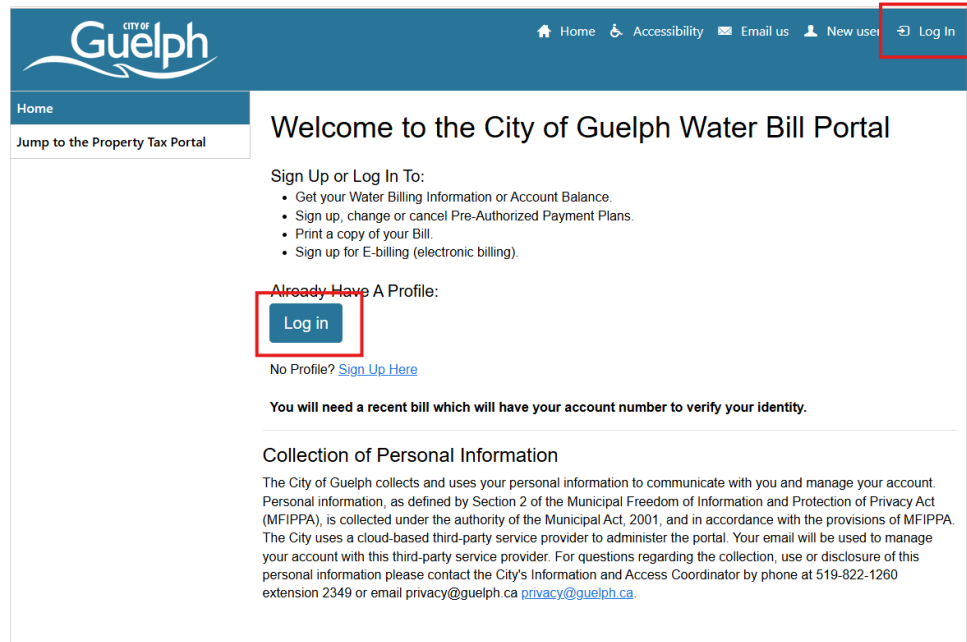 CITY OF
Guelph
Home Accessibility Email us New user Log In
Home
Jump to the Property Tax Portal
Welcome to the City of Guelph Water Bill Portal
Sign Up or Log In To:
• Get your Water Billing Information or Account Balance.
• Sign up, change or cancel Pre-Authorized Payment Plans.
• Print a copy of your Bill.
• Sign up for E-billing (electronic billing).
Already Have A Profile:
Log in
No Profile? Sign Up Here
You will need a recent bill which will have your account number to verify your identity.
Collection of Personal Information
The City of Guelph collects and uses your personal information to communicate with you and manage your account.
Personal information, as defined by Section 2 of the Municipal Freedom of Information and Protection of Privacy Act
(MFIPPA), is collected under the authority of the Municipal Act, 2001, and in accordance with the provisions of MFIPPA.
The City uses a cloud-based third-party service provider to administer the portal. Your email will be used to manage
your account with this third-party service provider. For questions regarding the collection, use or disclosure of this
personal information please contact the City's Information and Access Coordinator by phone at 519-822-1260
extension 2349 or email privacy@guelph.ca privacy@guelph.ca.